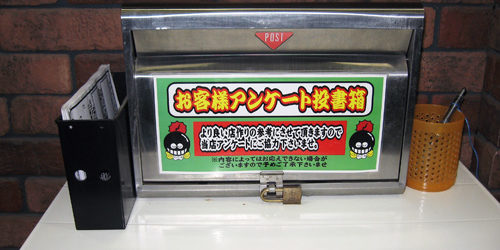 POST
お客様アンケート投書箱
より良い店作りの参考にさせて頂きますので
当店アンケートにご協力下さいませ。
※内容によってはお応えできない場合が
ございますので予めご了承下さいませ